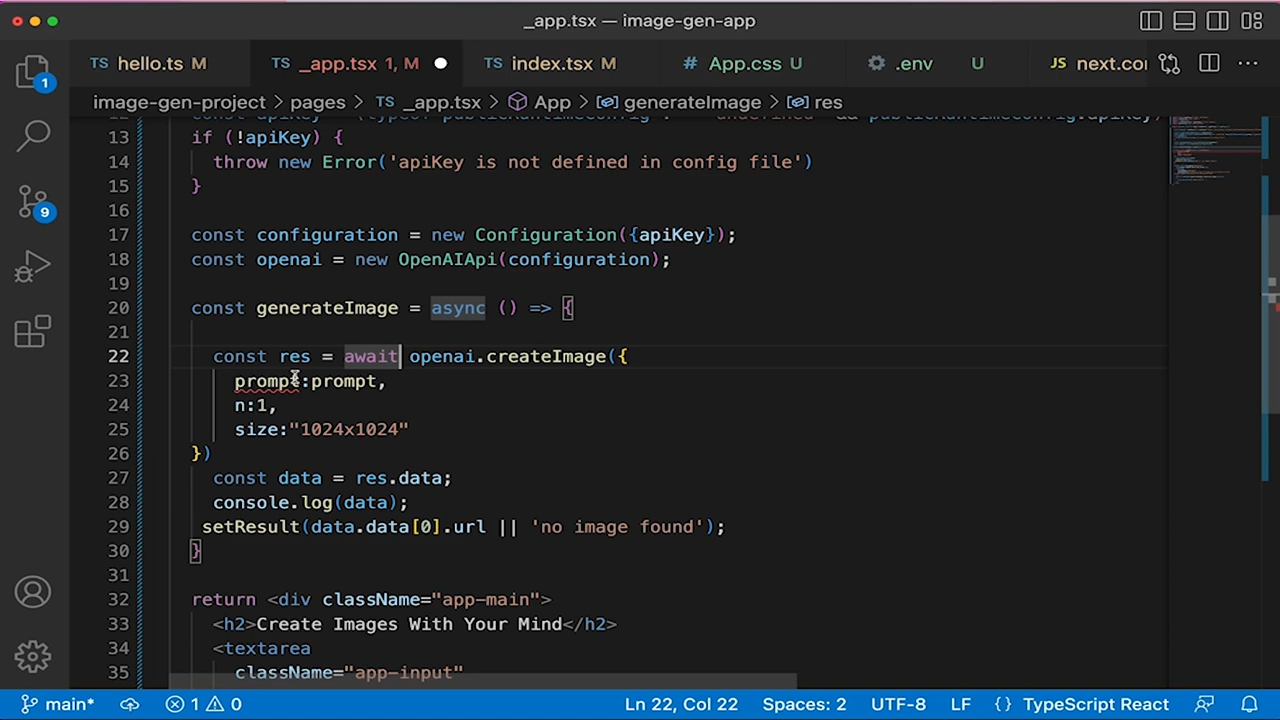 _app.tsx — image-gen-app
1
TS hello.ts M
TS _app.tsx 1, M
TS index.tsx M
# App.css U
.env U
JS next.con
image-gen-project > pages > TS _app.tsx > App > generateImage > res
13 if (!apiKey) {
14 throw new Error('apiKey is not defined in config file')
15 }
16
17 const configuration = new Configuration({apiKey});
18 const openai = new OpenAIApi(configuration);
19
20 const generateImage = async () => {
21
22 const res = await openai.createImage({
23 prompt:prompt,
24 n:1,
25 size:"1024x1024"
26 })
27 const data = res.data;
28 console.log(data);
29 setResult(data.data[0].url || 'no image found');
30 }
31
32 return <div className="app-main">
33 <h2>Create Images With Your Mind</h2>
34 <textarea
35 className="app-input"
9
main* 1 0 Ln 22, Col 22 Spaces: 2 UTF-8 LF {} TypeScript React